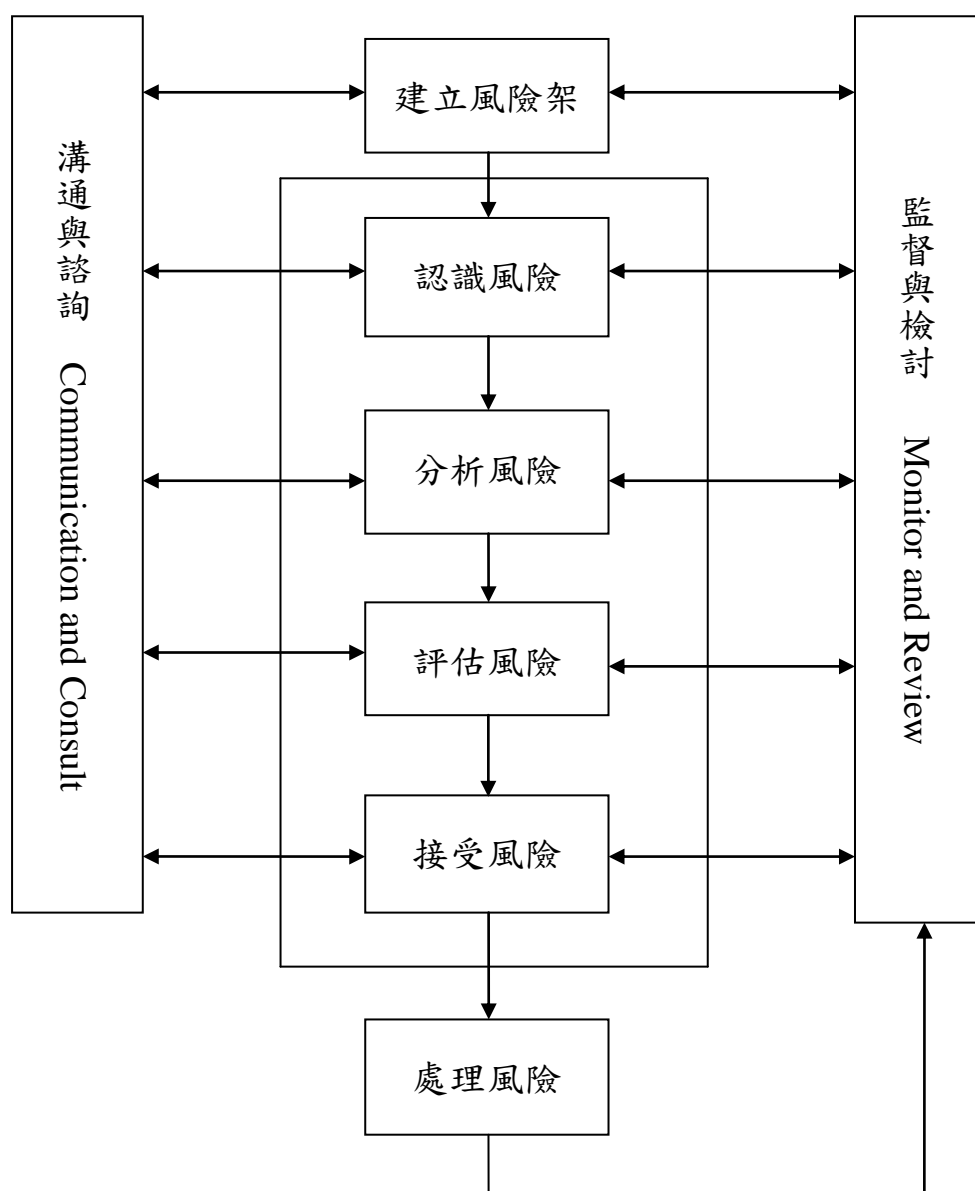 建立風險架
溝通與諮詢 Communication and Consult
認識風險
監督與檢討 Monitor and Review
分析風險
評估風險
接受風險
處理風險